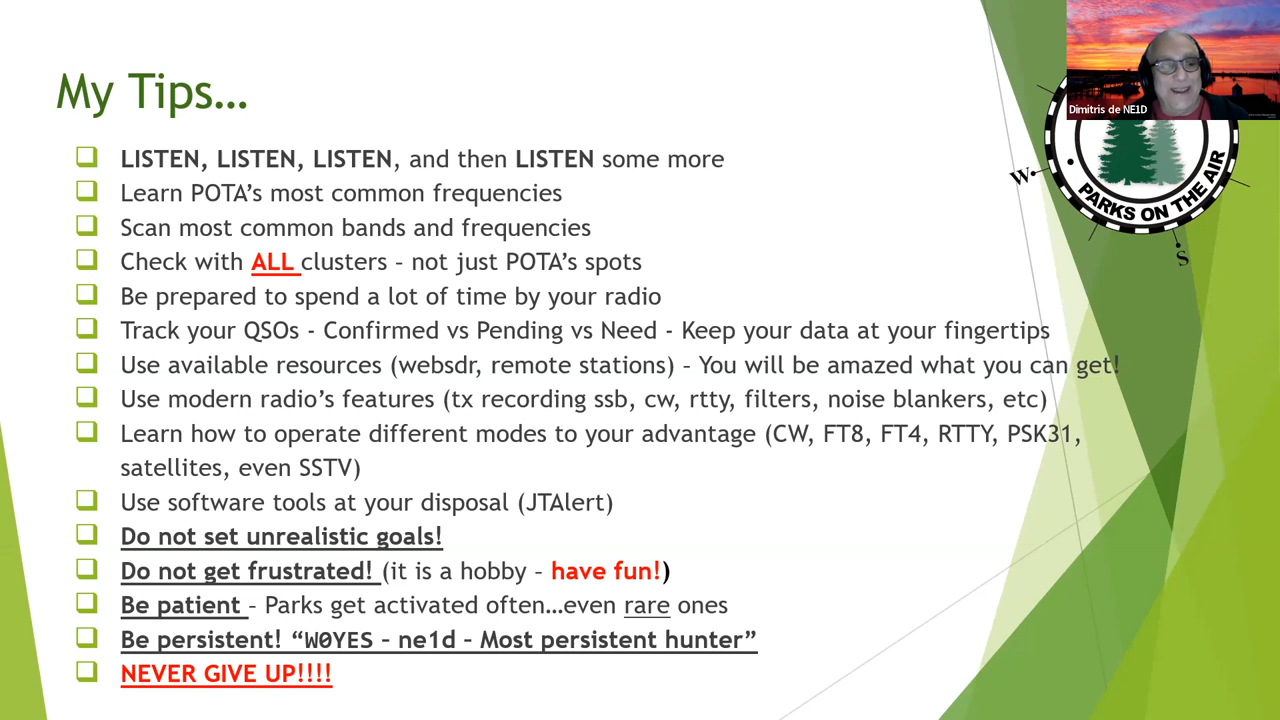 My Tips…
LISTEN, LISTEN, LISTEN, and then LISTEN some more
Learn POTA’s most common frequencies
Scan most common bands and frequencies
Check with ALL clusters – not just POTA’s spots
Be prepared to spend a lot of time by your radio
Track your QSOs - Confirmed vs Pending vs Need - Keep your data at your fingertips
Use available resources (websdr, remote stations) – You will be amazed what you can get!
Use modern radio’s features (tx recording ssb, cw, rtty, filters, noise blankers, etc)
Learn how to operate different modes to your advantage (CW, FT8, FT4, RTTY, PSK31,
satellites, even SSTV)
Use software tools at your disposal (JTAlert)
Do not set unrealistic goals!
Do not get frustrated! (it is a hobby – have fun!)
Be patient – Parks get activated often…even rare ones
Be persistent! “W0YES – ne1d – Most persistent hunter”
NEVER GIVE UP!!!!
Dimitris de NE1D
W
PARKS ON THE AIR
S